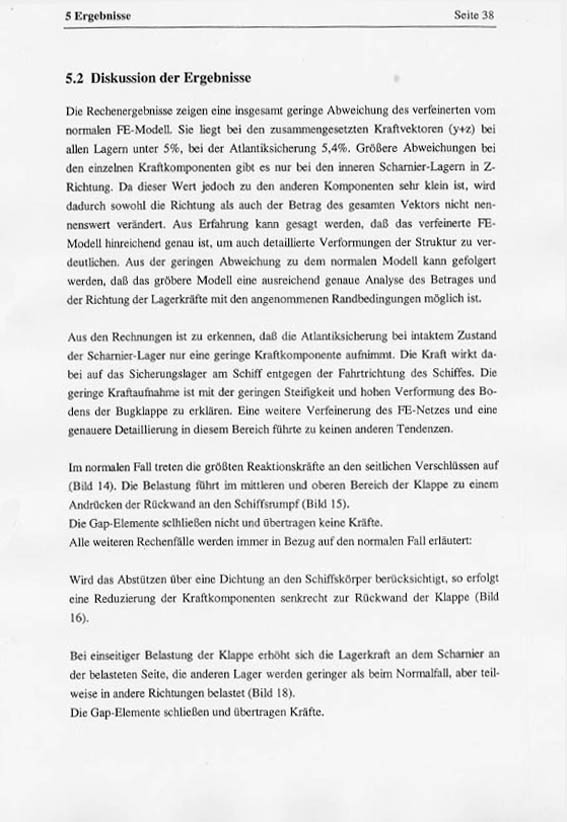 5 Ergebnisse Seite 38
5.2 Diskussion der Ergebnisse
Die Rechenergebnisse zeigen eine insgesamt geringe Abweichung des verfeinerten vom
normalen FE-Modell. Sie liegt bei den zusammengesetzten Kraftvektoren (y+z) bei
allen Lagern unter 5%, bei der Atlantiksicherung 5,4%. Größere Abweichungen bei
den einzelnen Kraftkomponenten gibt es nur bei den inneren Scharnier-Lagern in Z-
Richtung. Da dieser Wert jedoch zu den anderen Komponenten sehr klein ist, wird
dadurch sowohl die Richtung als auch der Betrag des gesamten Vektors nicht nen-
nenswert verändert. Aus Erfahrung kann gesagt werden, daß das verfeinerte FE-
Modell hinreichend genau ist, um auch detaillierte Verformungen der Struktur zu ver-
deutlichen. Aus der geringen Abweichung zu dem normalen Modell kann gefolgert
werden, daß das gröbere Modell eine ausreichend genaue Analyse des Betrages und
der Richtung der Lagerkräfte mit den angenommenen Randbedingungen möglich ist.
Aus den Rechnungen ist zu erkennen, daß die Atlantiksicherung bei intaktem Zustand
der Scharnier-Lager nur eine geringe Kraftkomponente aufnimmt. Die Kraft wirkt da-
bei auf das Sicherungslager am Schiff entgegen der Fahrtrichtung des Schiffes. Die
geringe Kraftaufnahme ist mit der geringen Steifigkeit und hohen Verformung des Bo-
dens der Bugklappe zu erklären. Eine weitere Verfeinerung des FE-Netzes und eine
genauere Detaillierung in diesem Bereich führte zu keinen anderen Tendenzen.
Im normalen Fall treten die größten Reaktionskräfte an den seitlichen Verschlüssen auf
(Bild 14). Die Belastung führt im mittleren und oberen Bereich der Klappe zu einem
Andrücken der Rückwand an den Schiffsrumpf (Bild 15).
Die Gap-Elemente sclhließen nicht und übertragen keine Kräfte.
Alle weiteren Rechenfälle werden immer in Bezug auf den normalen Fall erläutert:
Wird das Abstützen über eine Dichtung an den Schiffskörper berücksichtigt, so erfolgt
eine Reduzierung der Kraftkomponenten senkrecht zur Rückwand der Klappe (Bild
16).
Bei einseitiger Belastung der Klappe erhöht sich die Lagerkraft an dem Scharnier an
der belasteten Seite, die anderen Lager werden geringer als beim Normalfall, aber teil-
weise in andere Richtungen belastet (Bild 18).
Die Gap-Elemente schließen und übertragen Kräfte.